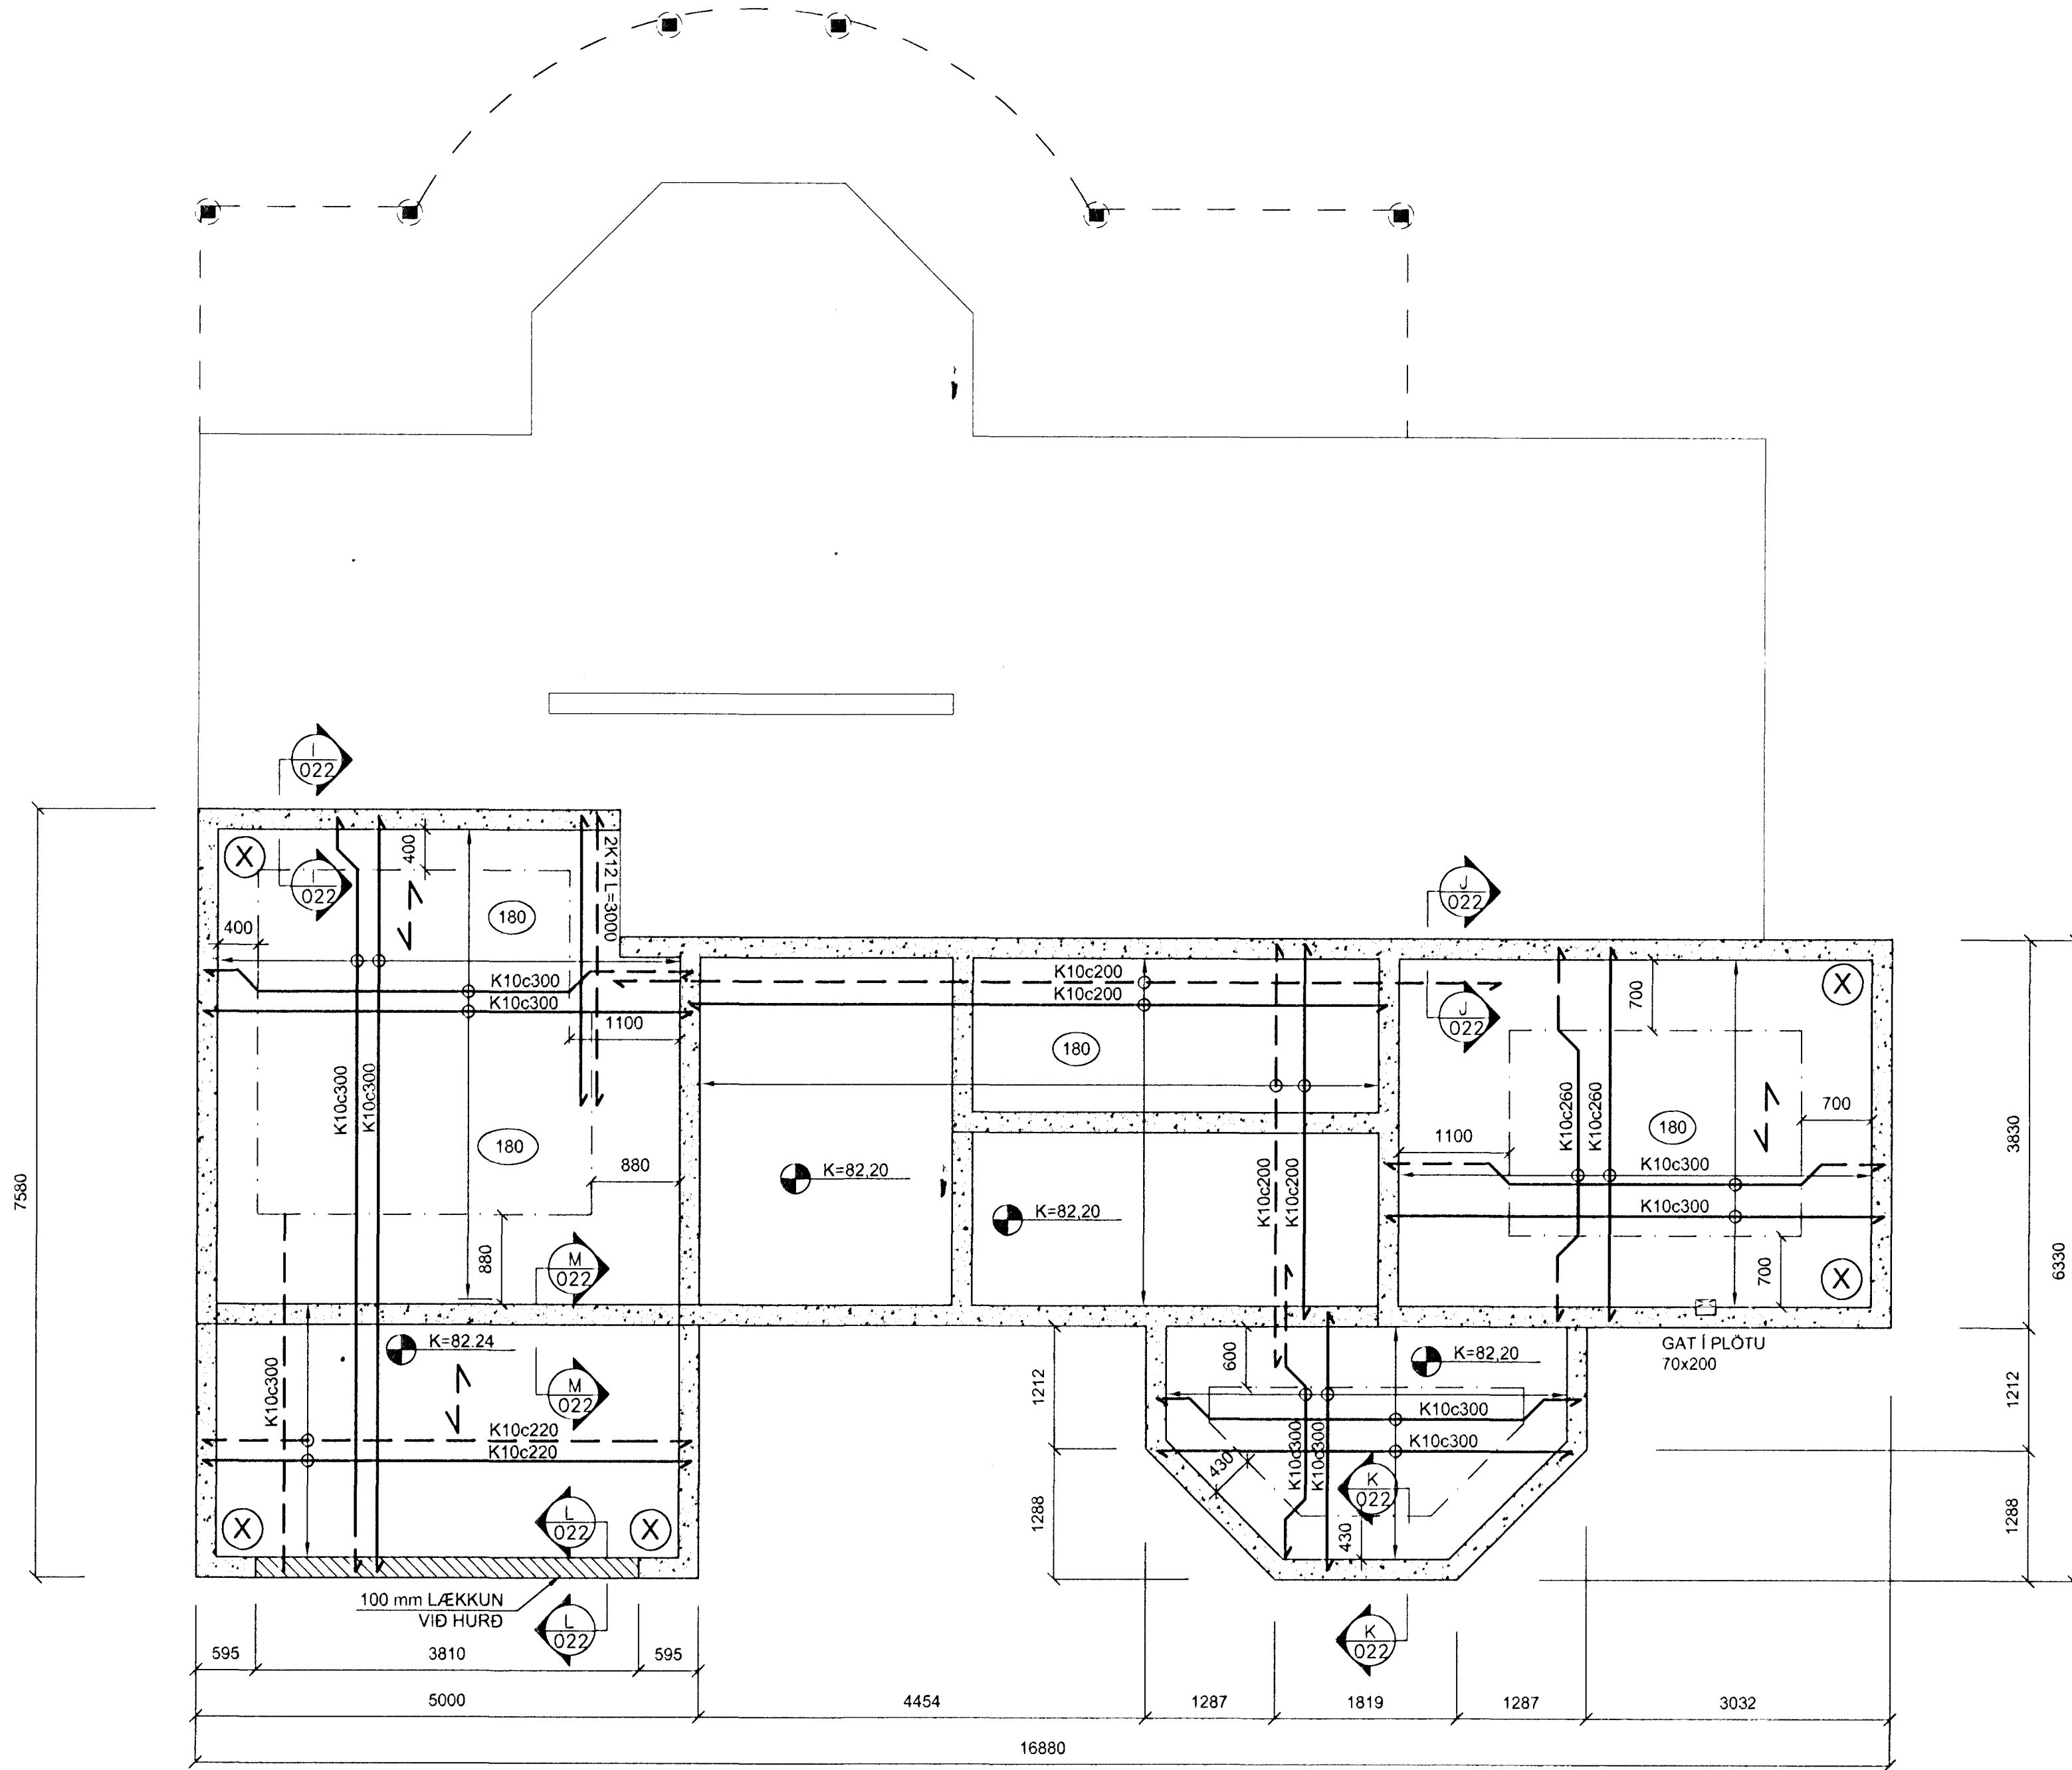 I
022
I
022
X
400
400
180
2K12 L=3000
K10c300
K10c300
1100
K10c300
K10c300
180
880
880
7580
M
022
M
022
K=82.24
K10c300
K10c220
K10c220
X
X
L
022
L
022
100 mm LÆKKUN
VIÐ HURÐ
K10c200
K10c200
180
K=82,20
K=82,20
K10c200
K10c200
J
022
J
022
X
700
K10c260
K10c260
180
700
1100
K10c300
K10c300
700
X
3830
6330
GAT Í PLÖTU
70x200
K=82,20
600
1212
K10c300
K10c300
K10c300
K10c300
430
430
1288
K
022
K
022
1212
1288
595
3810
595
5000
4454
1287
1819
1287
3032
16880